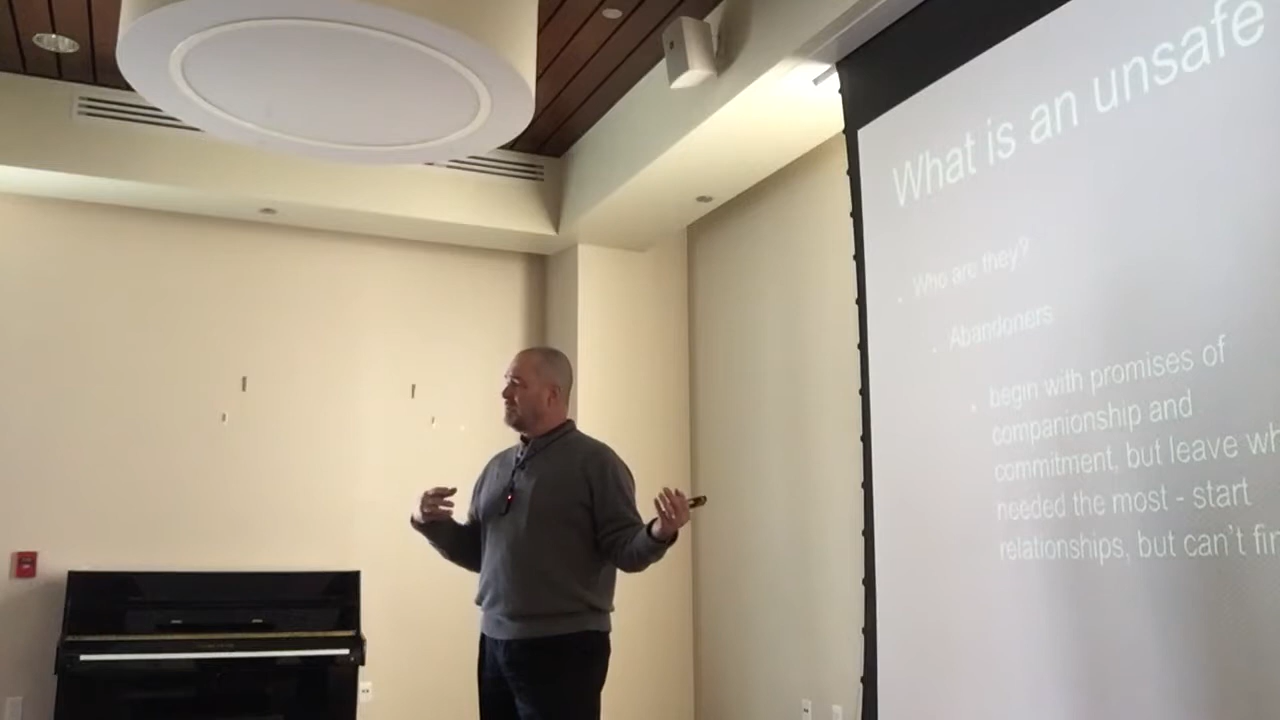 What is an unsafe
Who are they?
Abandoners
begin with promises of
companionship and
commitment, but leave wh
needed the most - start
relationships, but can't fin